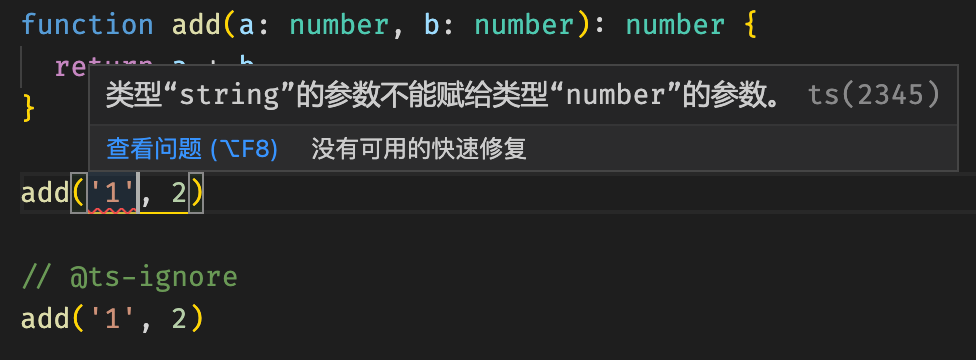 function add(a: number, b: number): number {
return a + b
类型“string”的参数不能赋给类型“number”的参数。 ts(2345)
}
查看问题 (⌥F8) 没有可用的快速修复
add('1', 2)
// @ts-ignore
add('1', 2)